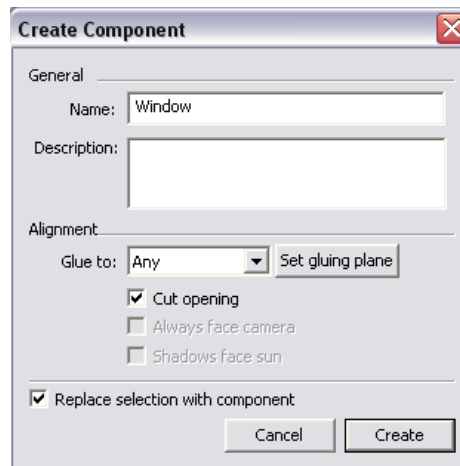 Create Component
General
Name: Window
Description:
Alignment
Glue to: Any Set gluing plane
Cut opening
Always face camera
Shadows face sun
Replace selection with component
Cancel Create